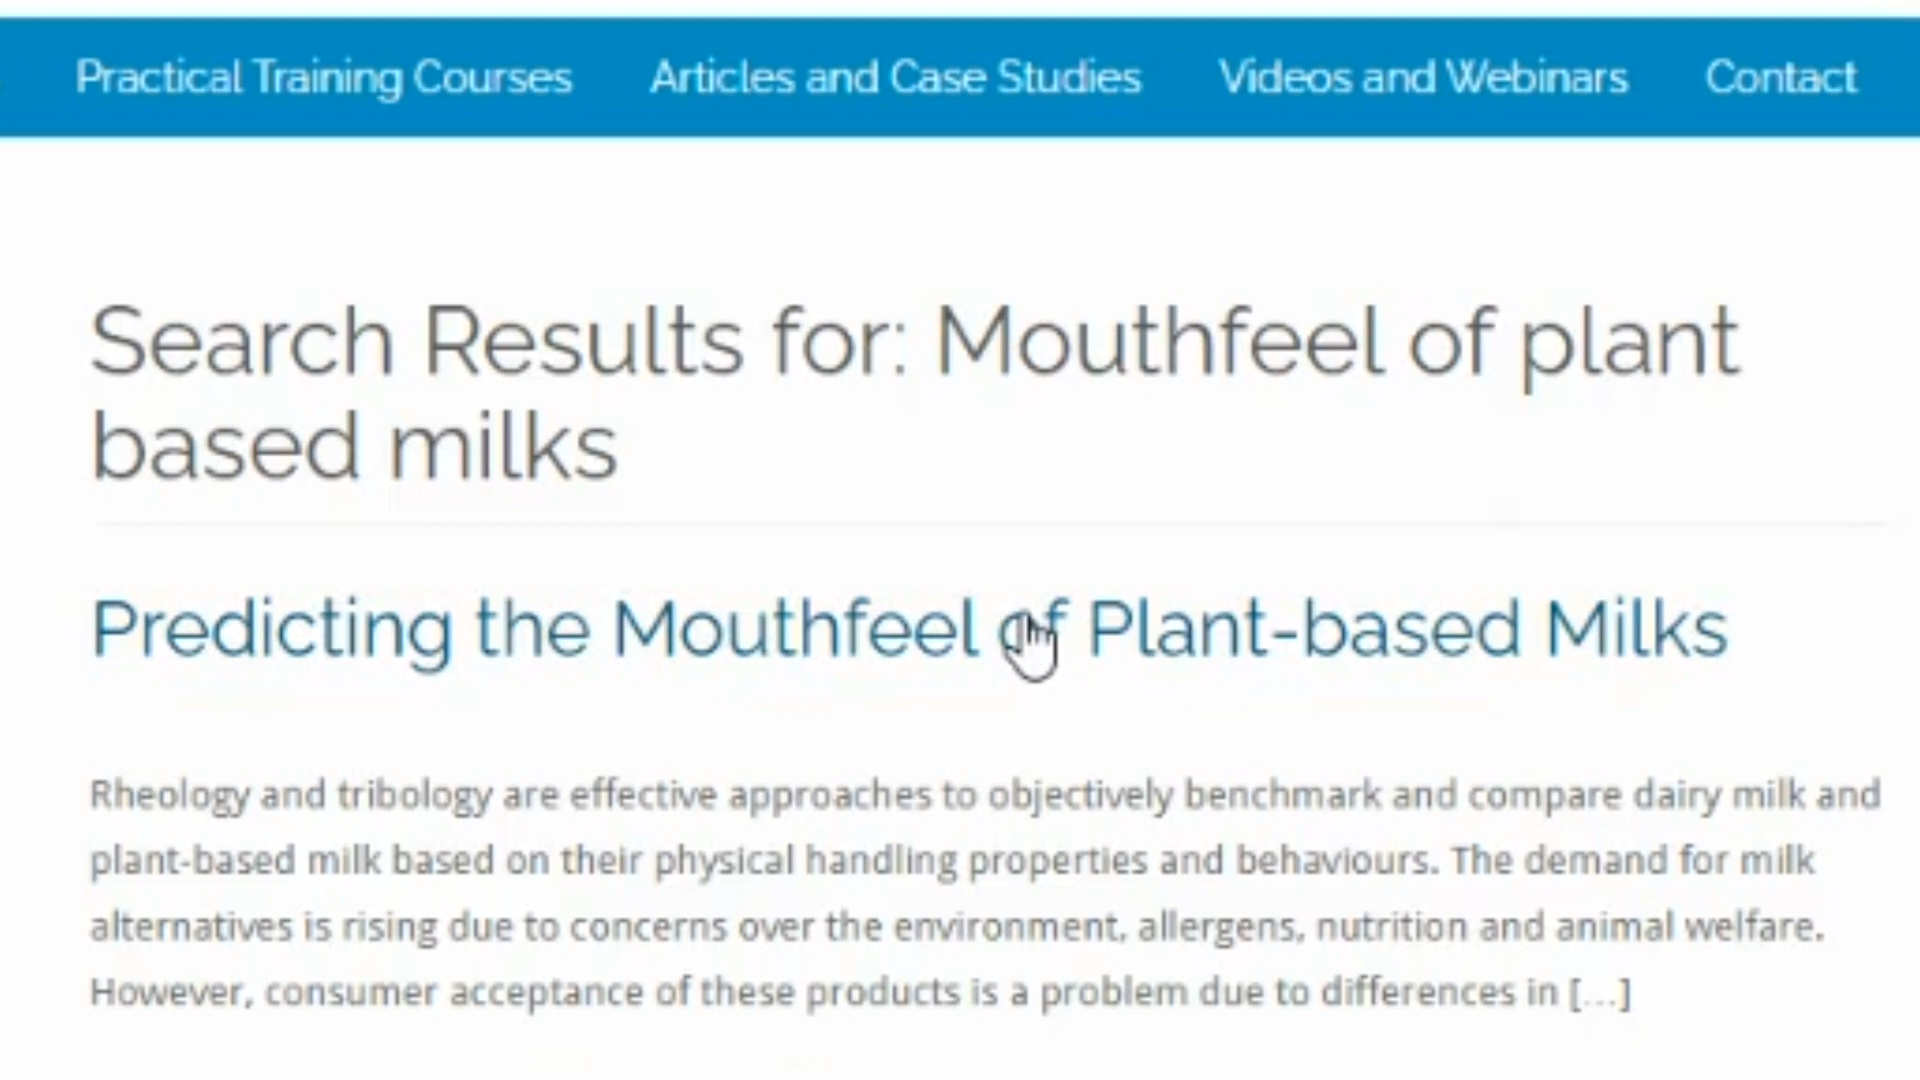 Practical Training Courses Articles and Case Studies Videos and Webinars Contact
Search Results for: Mouthfeel of plant
based milks
Predicting the Mouthfeel of Plant-based Milks
Rheology and tribology are effective approaches to objectively benchmark and compare dairy milk and
plant-based milk based on their physical handling properties and behaviours. The demand for milk
alternatives is rising due to concerns over the environment, allergens, nutrition and animal welfare.
However, consumer acceptance of these products is a problem due to differences in [...]